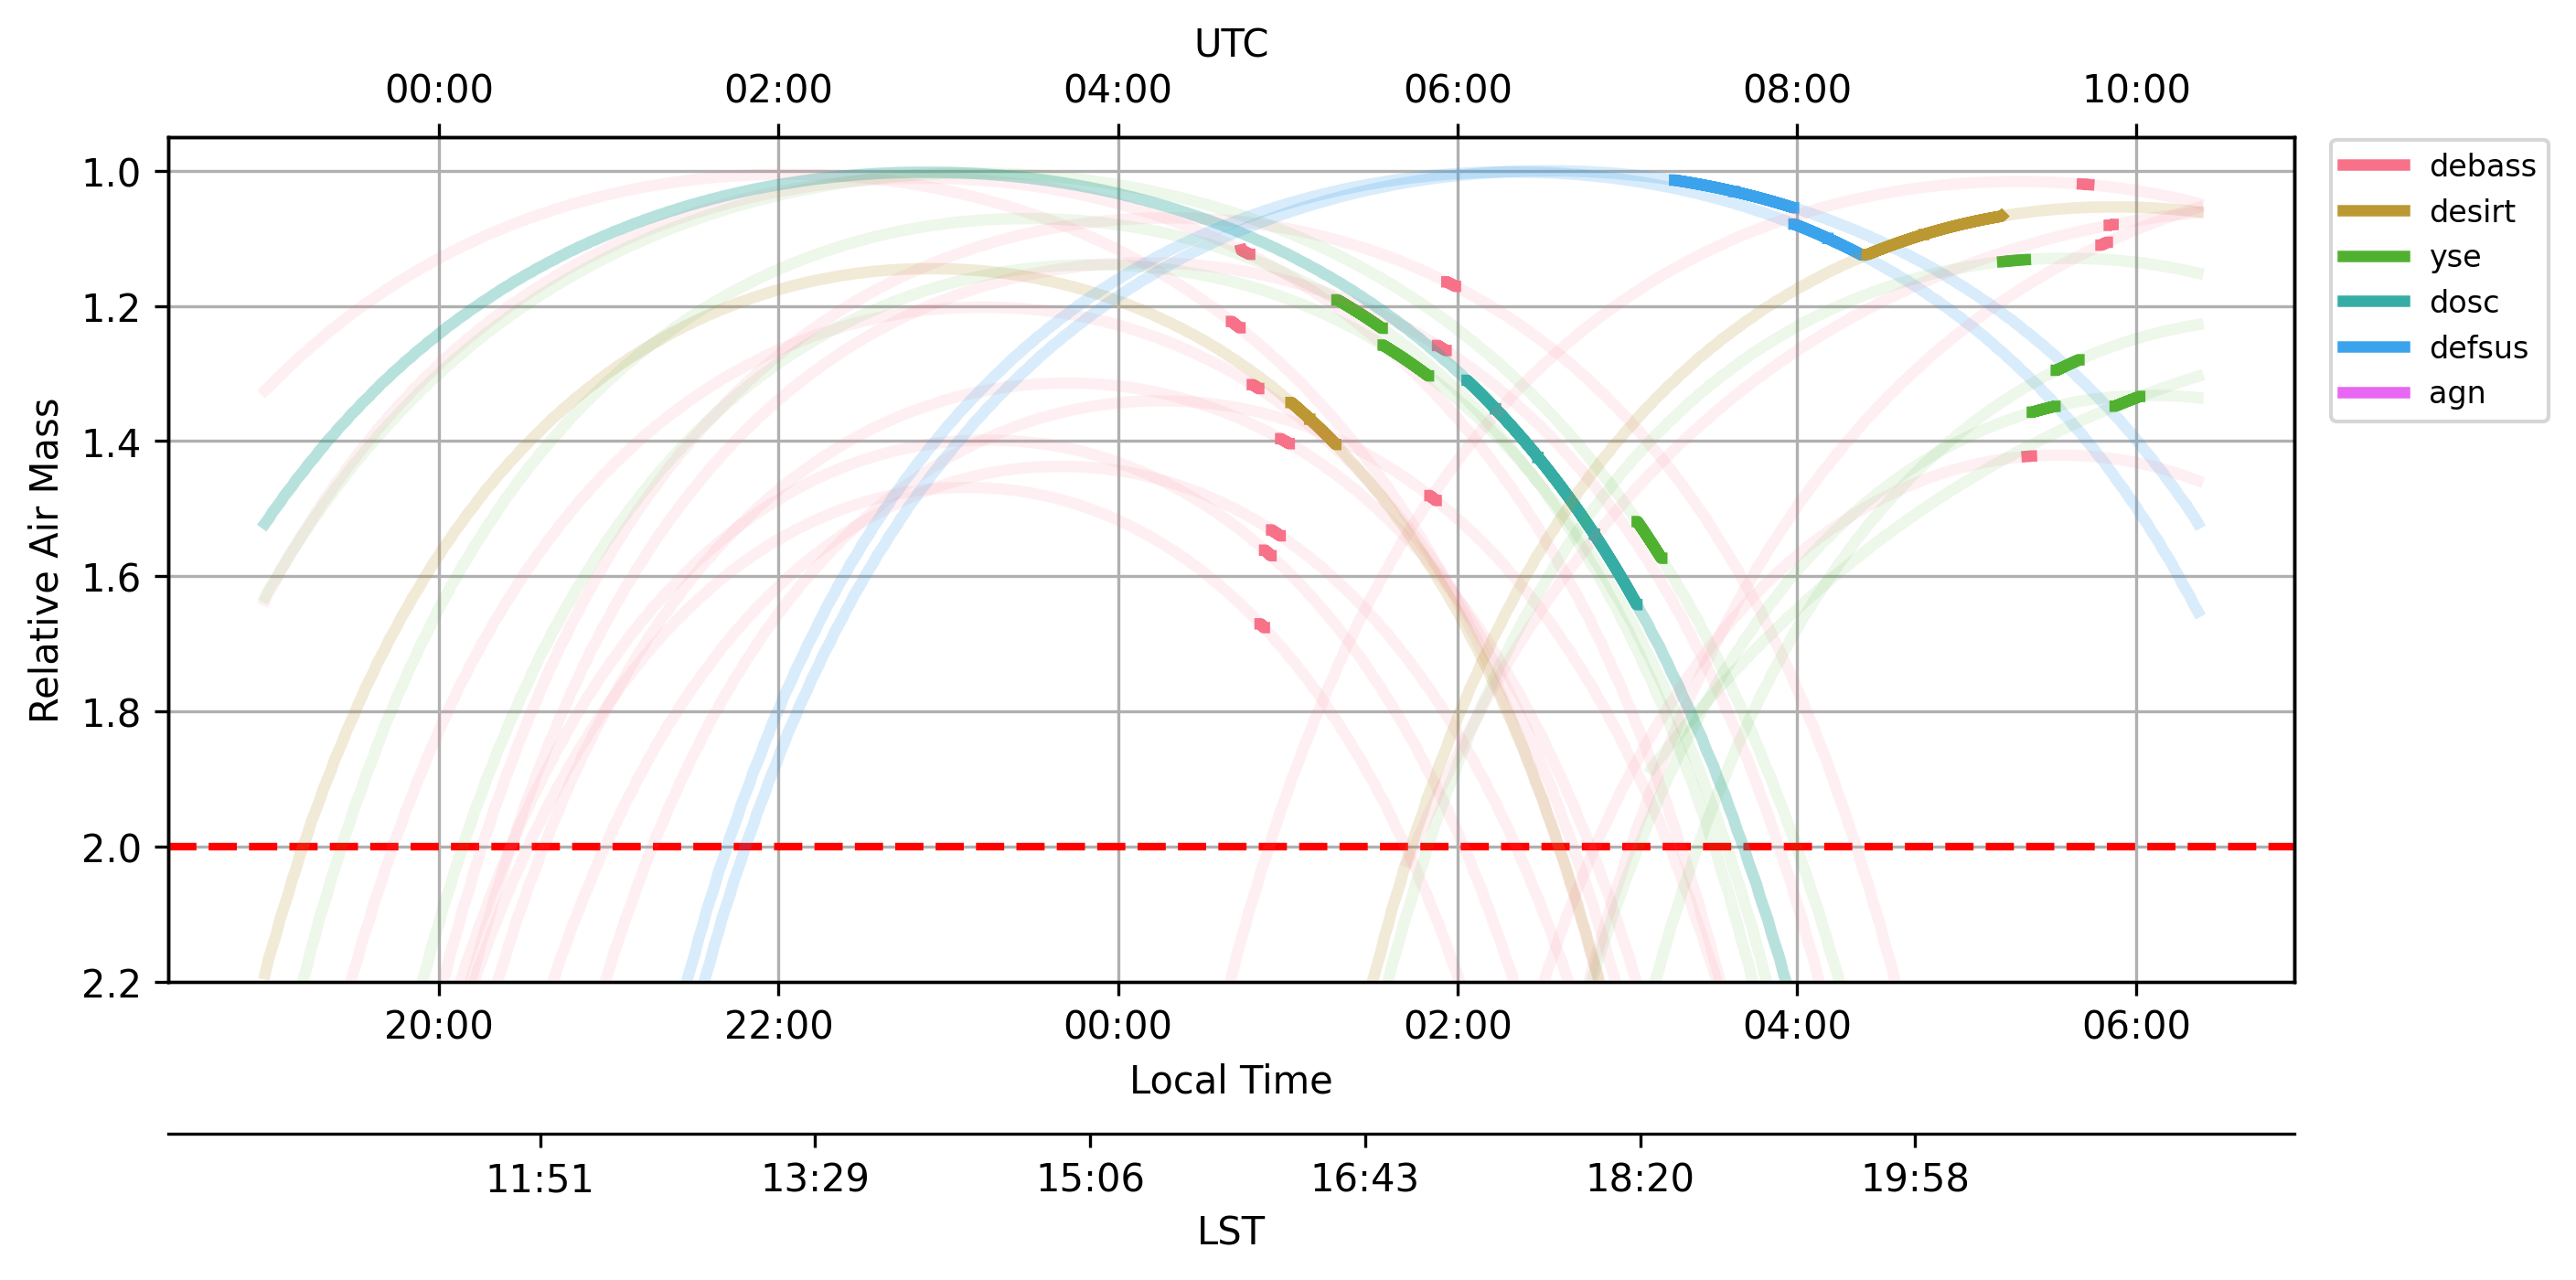 UTC
00:00 02:00 04:00 06:00 08:00 10:00
debass
desirt
yse
dosc
defsus
agn
Relative Air Mass
1.0
1.2
1.4
1.6
1.8
2.0
2.2
20:00 22:00 00:00 02:00 04:00 06:00
Local Time
11:51 13:29 15:06 16:43 18:20 19:58
LST